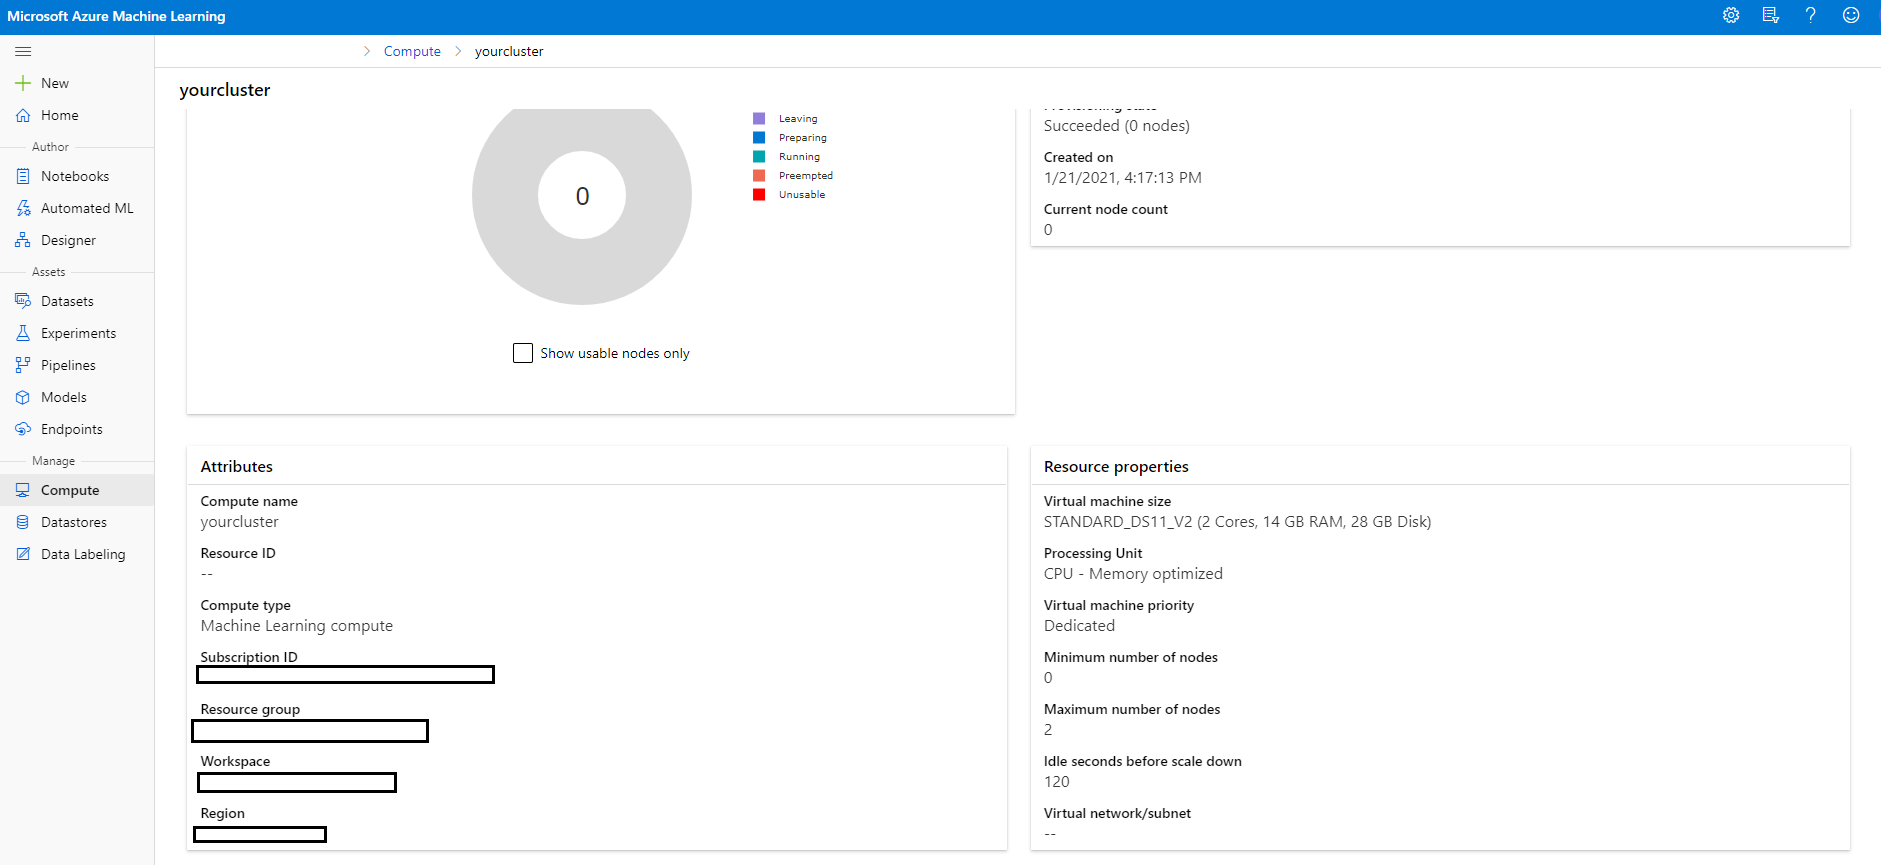 Microsoft Azure Machine Learning
Compute
yourcluster
New
Home
Author
Notebooks
Automated ML
Designer
Assets
Datasets
Experiments
Pipelines
Models
Endpoints
Manage
Compute
Datastores
Data Labeling
yourcluster
0
Leaving
Preparing
Running
Preempted
Unusable
Show usable nodes only
Provisioning state
Succeeded (0 nodes)
Created on
1/21/2021, 4:17:13 PM
Current node count
0
Attributes
Compute name
yourcluster
Resource ID
--
Compute type
Machine Learning compute
Subscription ID
Resource group
Workspace
Region
Resource properties
Virtual machine size
STANDARD_DS11_V2 (2 Cores, 14 GB RAM, 28 GB Disk)
Processing Unit
CPU - Memory optimized
Virtual machine priority
Dedicated
Minimum number of nodes
0
Maximum number of nodes
2
Idle seconds before scale down
120
Virtual network/subnet
--